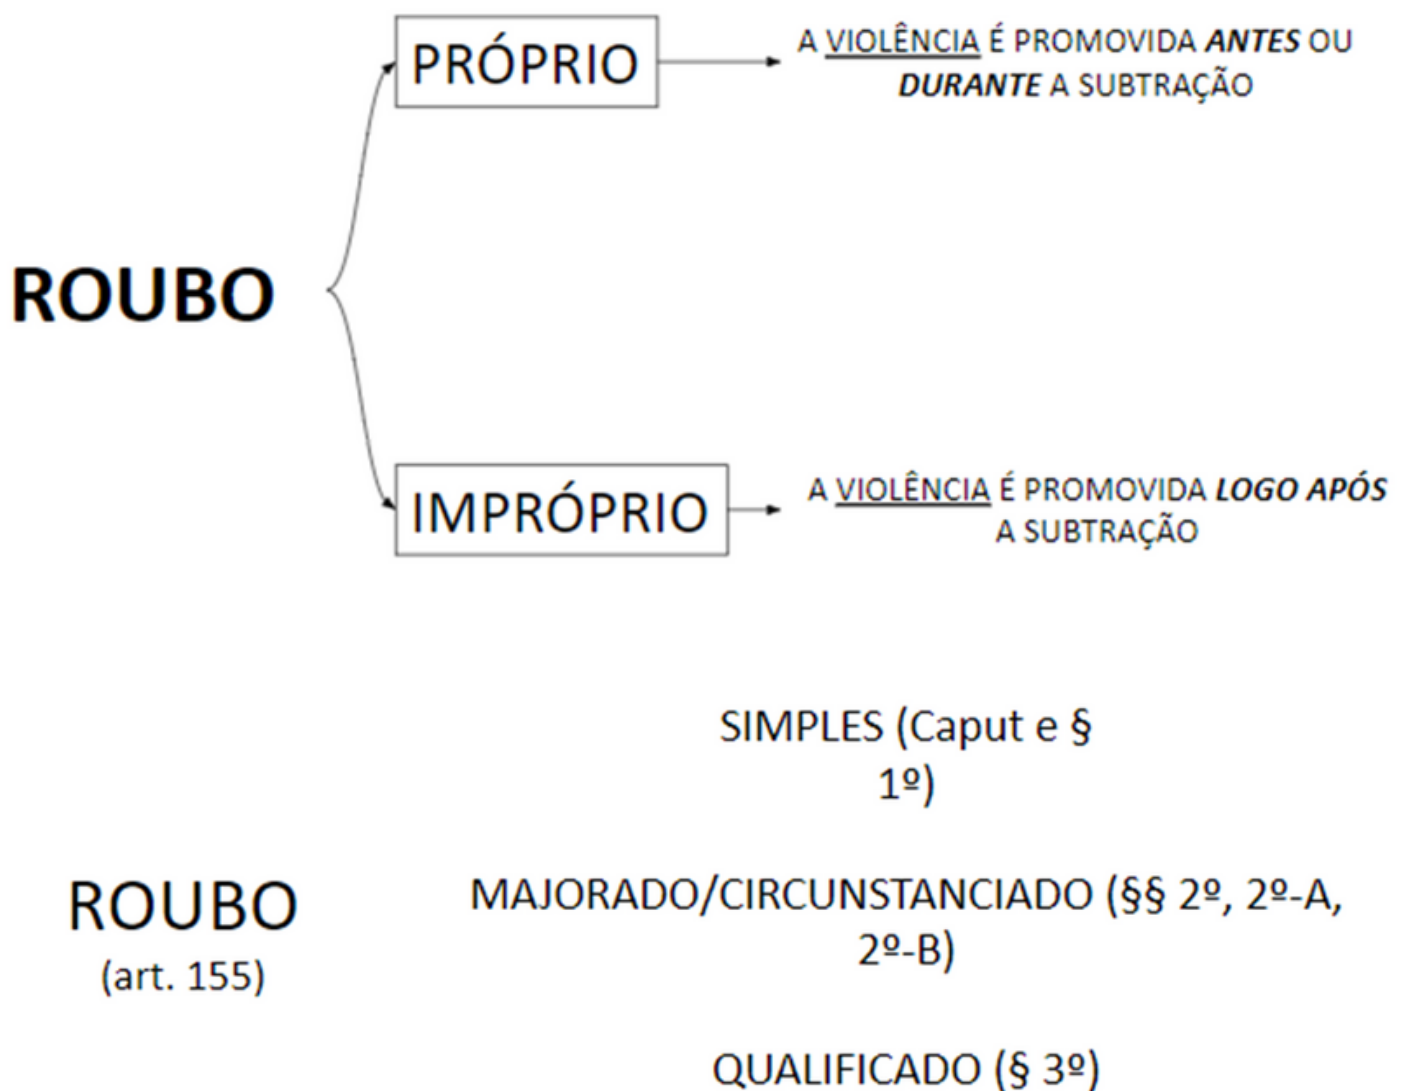 PRÓPRIO
A VIOLÊNCIA É PROMOVIDA ANTES OU
DURANTE A SUBTRAÇÃO
ROUBO
IMPRÓPRIO
A VIOLÊNCIA É PROMOVIDA LOGO APÓS
A SUBTRAÇÃO
SIMPLES (Caput e §
1º)
ROUBO
(art. 155)
MAJORADO/CIRCUNSTANCIADO (§§ 2º, 2º-A,
2º-B)
QUALIFICADO (§ 3º)